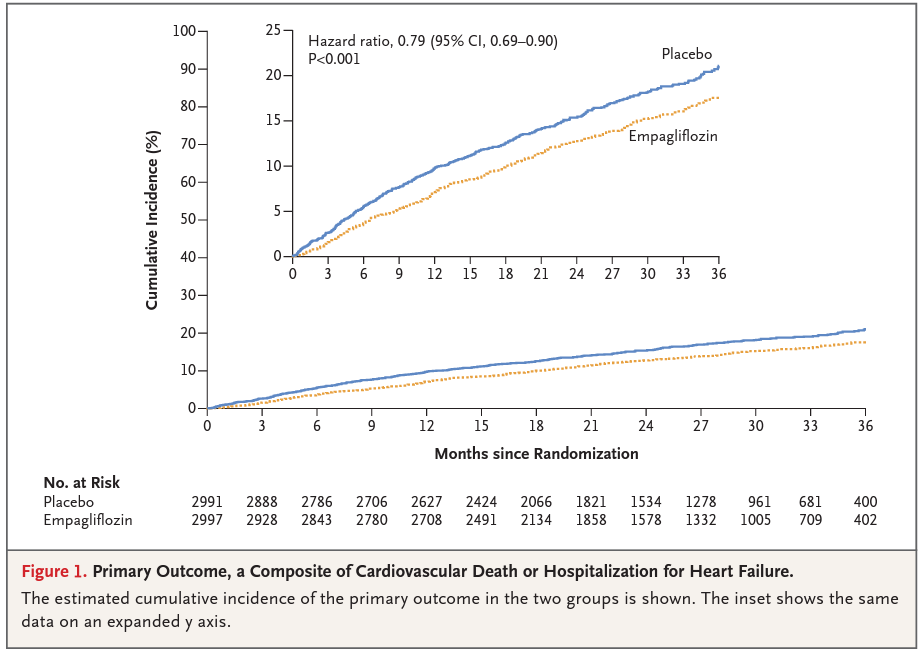 100
90
80
70
60
50
40
30
20
10
0
Cumulative Incidence (%)
25
20
15
10
5
0
Hazard ratio, 0.79 (95% CI, 0.69–0.90)
P<0.001
Placebo
Empagliflozin
0 3 6 9 12 15 18 21 24 27 30 33 36
0 3 6 9 12 15 18 21 24 27 30 33 36
Months since Randomization
No. at Risk
Placebo 2991 2888 2786 2706 2627 2424 2066 1821 1534 1278 961 681 400
Empagliflozin 2997 2928 2843 2780 2708 2491 2134 1858 1578 1332 1005 709 402
Figure 1. Primary Outcome, a Composite of Cardiovascular Death or Hospitalization for Heart Failure.
The estimated cumulative incidence of the primary outcome in the two groups is shown. The inset shows the same
data on an expanded y axis.